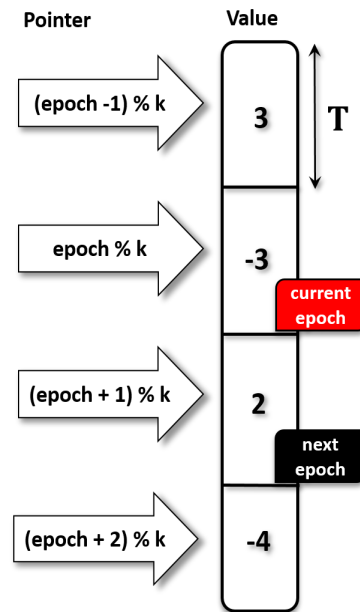 Pointer Value
(epoch -1) % k
3
T
epoch % k
-3
current
epoch
(epoch + 1) % k
2
next
epoch
(epoch + 2) % k
-4